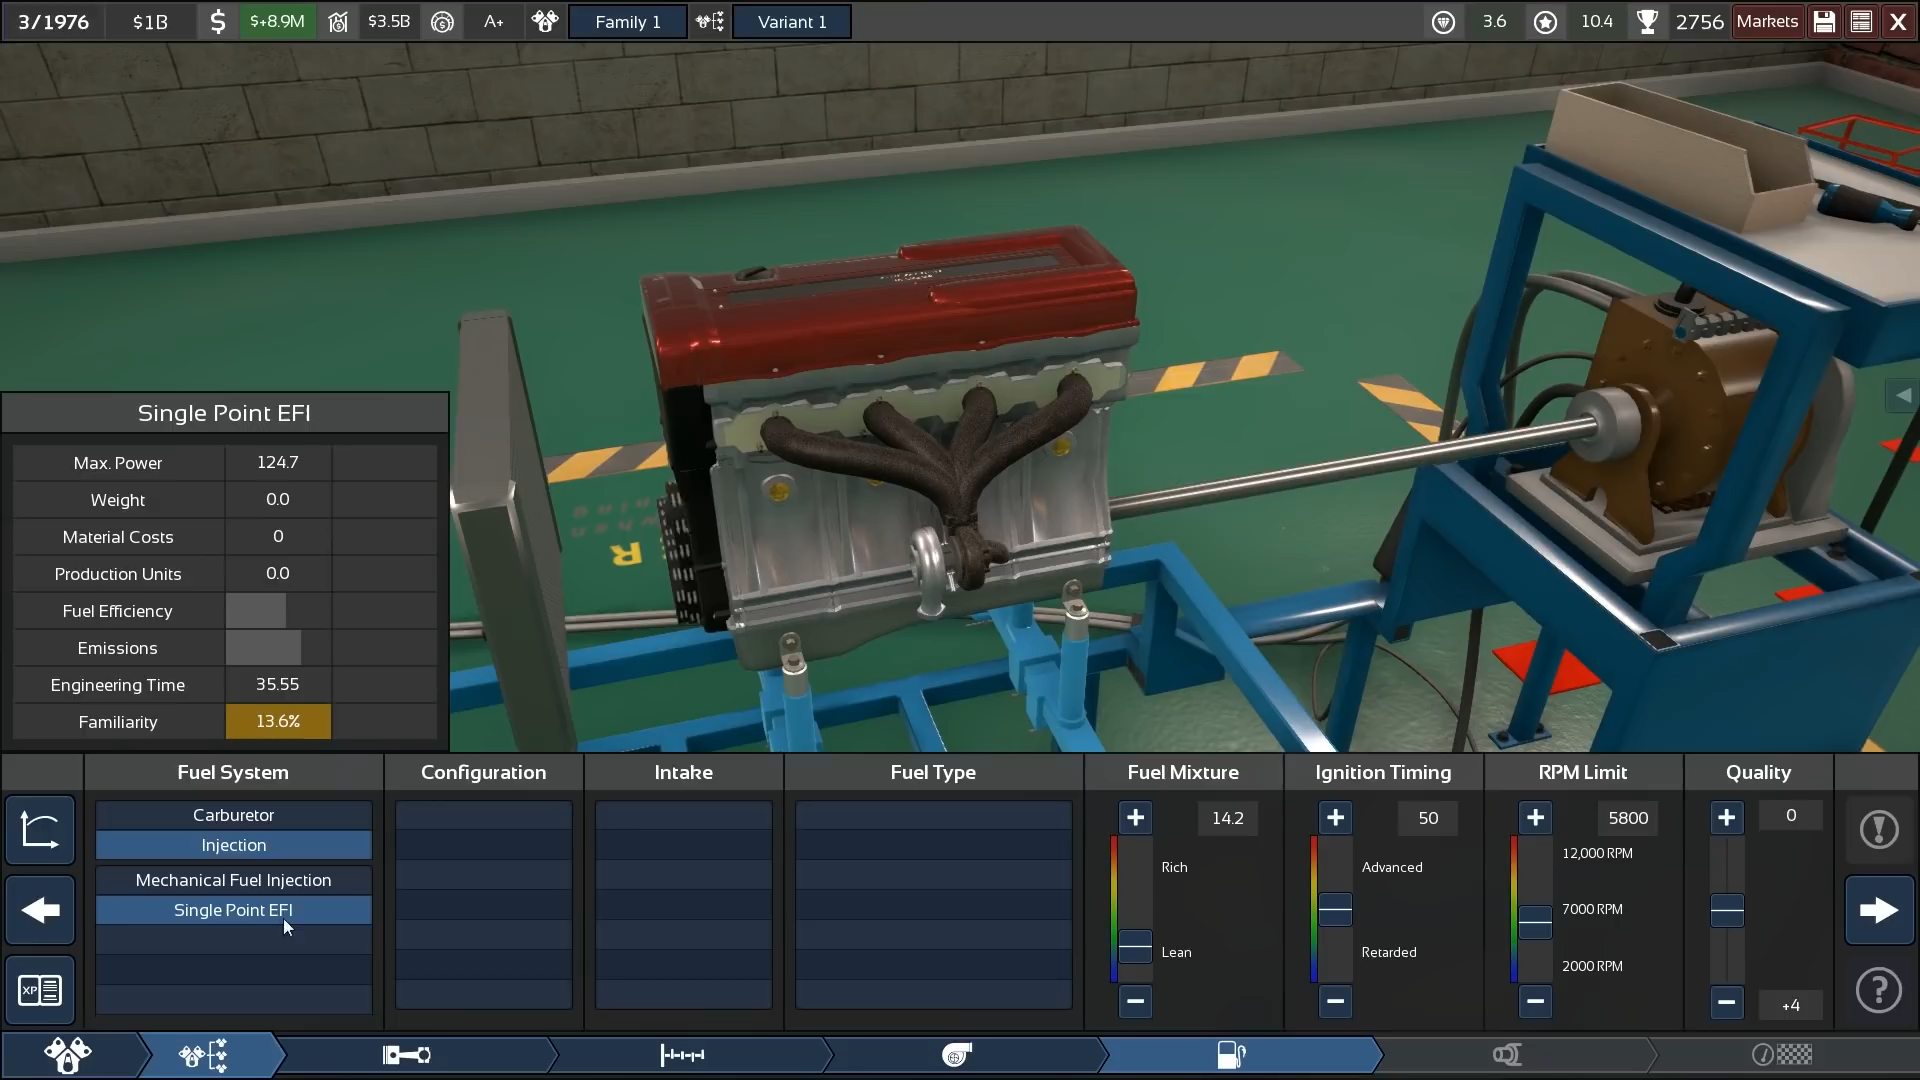 3/1976
$1B
$+8.9M
$3.5B
A+
Family 1
Variant 1
3.6
10.4
2756
Markets
X
Single Point EFI
Max. Power 124.7
Weight 0.0
Material Costs 0
Production Units 0.0
Fuel Efficiency
Emissions
Engineering Time 35.55
Familiarity 13.6%
Fuel System
Carburetor
Injection
Mechanical Fuel Injection
Single Point EFI
Configuration
Intake
Fuel Type
Fuel Mixture
14.2
Rich
Lean
Ignition Timing
50
Advanced
Retarded
RPM Limit
5800
12,000 RPM
7000 RPM
2000 RPM
Quality
0
+4
XP